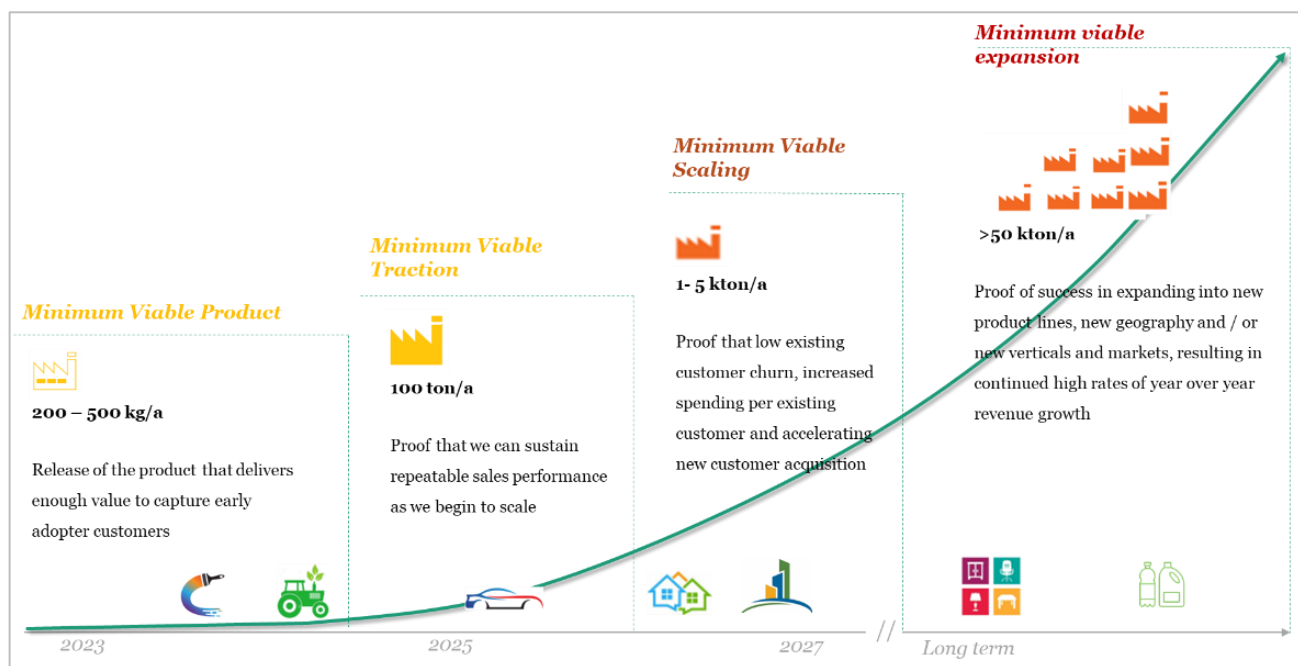 Minimum Viable Product
200 – 500 kg/a
Release of the product that delivers
enough value to capture early
adopter customers
Minimum Viable
Traction
100 ton/a
Proof that we can sustain
repeatable sales performance
as we begin to scale
Minimum Viable
Scaling
1- 5 kton/a
Proof that low existing
customer churn, increased
spending per existing
customer and accelerating
new customer acquisition
Minimum viable
expansion
>50 kton/a
Proof of success in expanding into new
product lines, new geography and / or
new verticals and markets, resulting in
continued high rates of year over year
revenue growth
2023
2025
2027
//
Long term